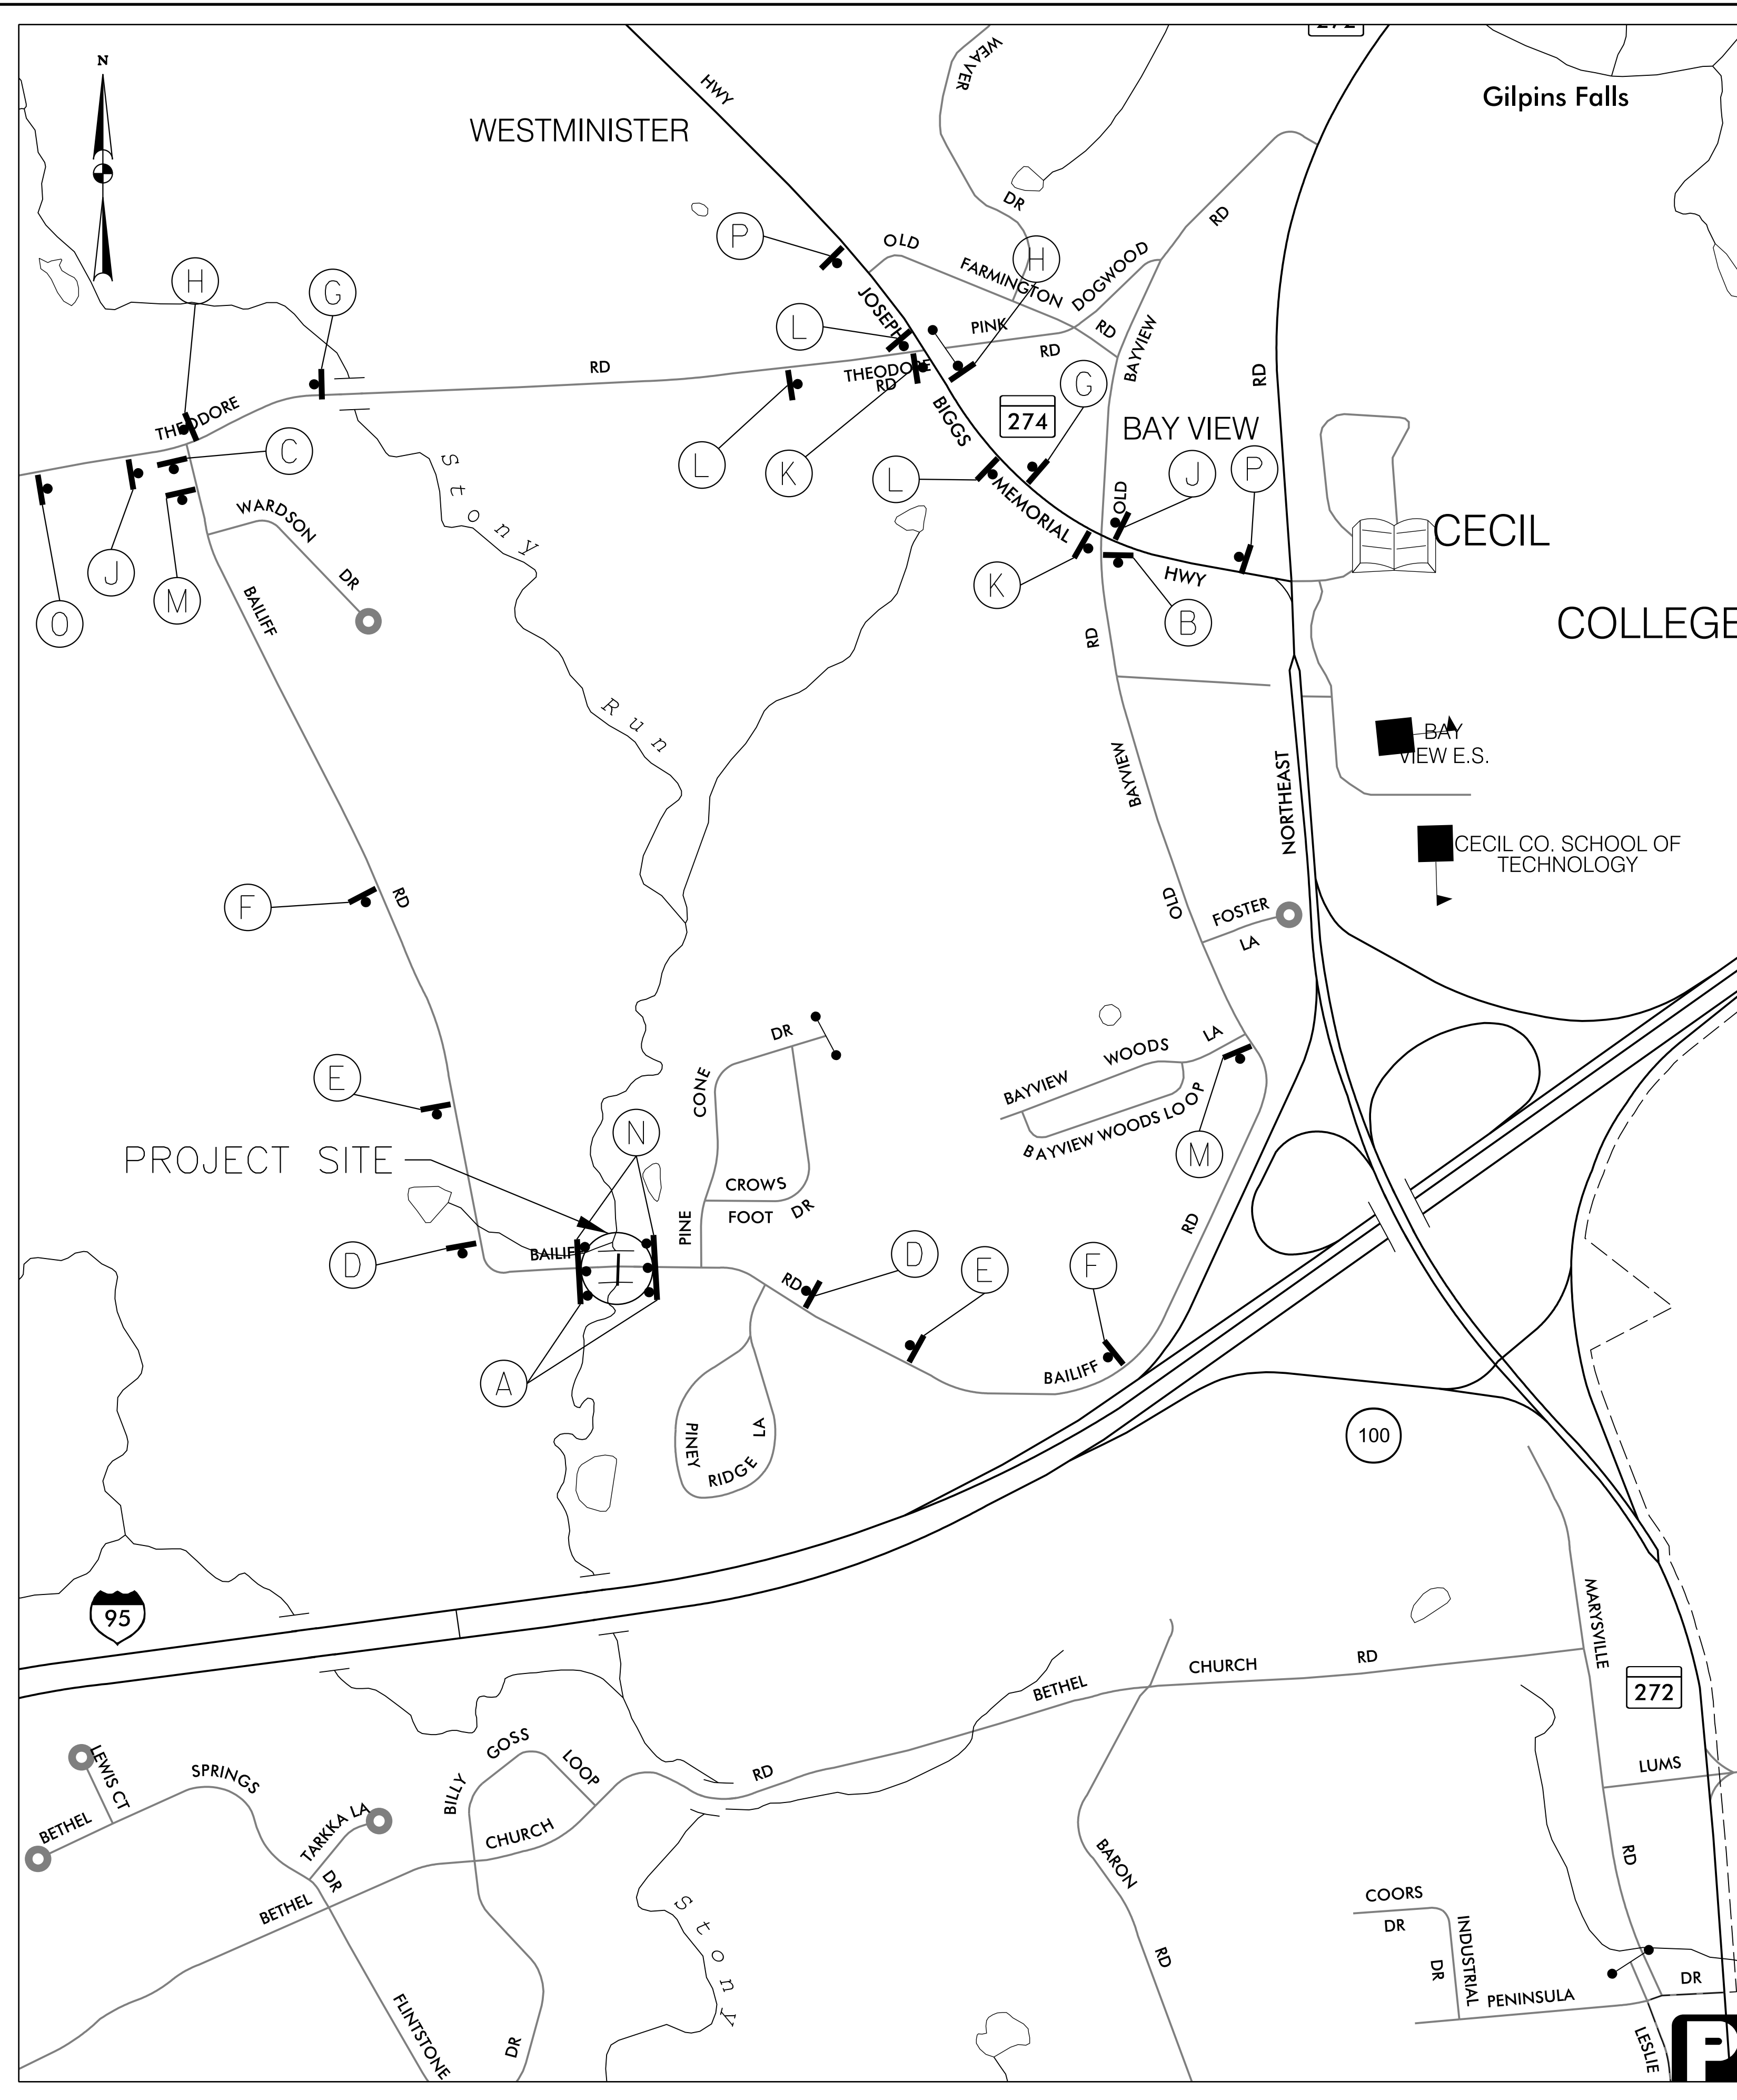 N
HWY
WEAVER
Gilpins Falls
WESTMINISTER
DR
RD
P
OLD
FARMINGTON
H
DOGWOOD
H
G
JOSEPH
L
PINK
RD
RD
BAYVIEW
RD
THEODORE
RD
RD
G
THEODORE
BIGGS
274
BAY VIEW
C
L
K
L
J
P
Stony
MEMORIAL
OLD
WARDSON
CECIL
J
DR
M
O
BAILIFF
K
HWY
B
COLLEGE
RD
Run
BAYVIEW
BAY
VIEW E.S.
NORTHEAST
CECIL CO. SCHOOL OF
TECHNOLOGY
F
RD
OLD
FOSTER
LA
DR
WOODS
LA
E
CONE
BAYVIEW
BAYVIEW WOODS LOOP
N
PROJECT SITE
M
CROWS
FOOT
DR
PINE
RD
D
BAILIFF
RD
D
E
F
A
BAILIFF
PINEY
RIDGE
LA
100
95
MARYSVILLE
CHURCH
RD
BETHEL
272
GOSS
LOOP
LEWIS CT
SPRINGS
BILLY
RD
LUMS
BETHEL
TARKKA LA
CHURCH
DR
BETHEL
BARON
RD
COORS
DR
INDUSTRIAL
DR
Stony
RD
DR
PENINSULA
FLINTSTONE
DR
LESLIE
P